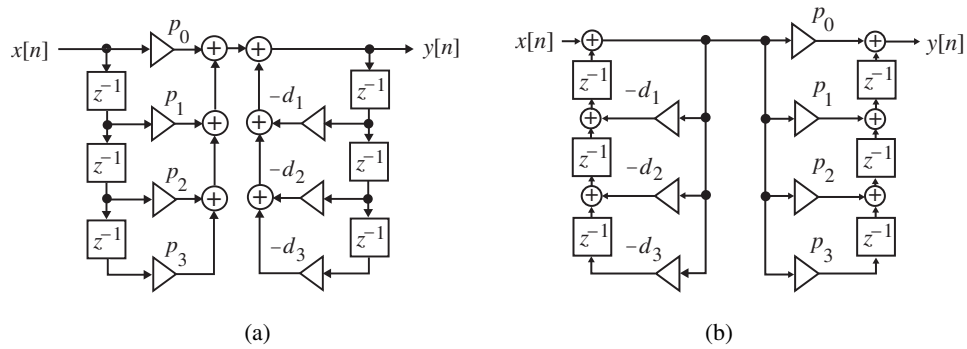 x[n] p₀ y[n]
z⁻¹ z⁻¹
p₁ −d₁
z⁻¹ z⁻¹
p₂ −d₂
z⁻¹ z⁻¹
p₃ −d₃
(a)
x[n] p₀ y[n]
z⁻¹ z⁻¹
−d₁ p₁
z⁻¹ z⁻¹
−d₂ p₂
z⁻¹ z⁻¹
−d₃ p₃
(b)